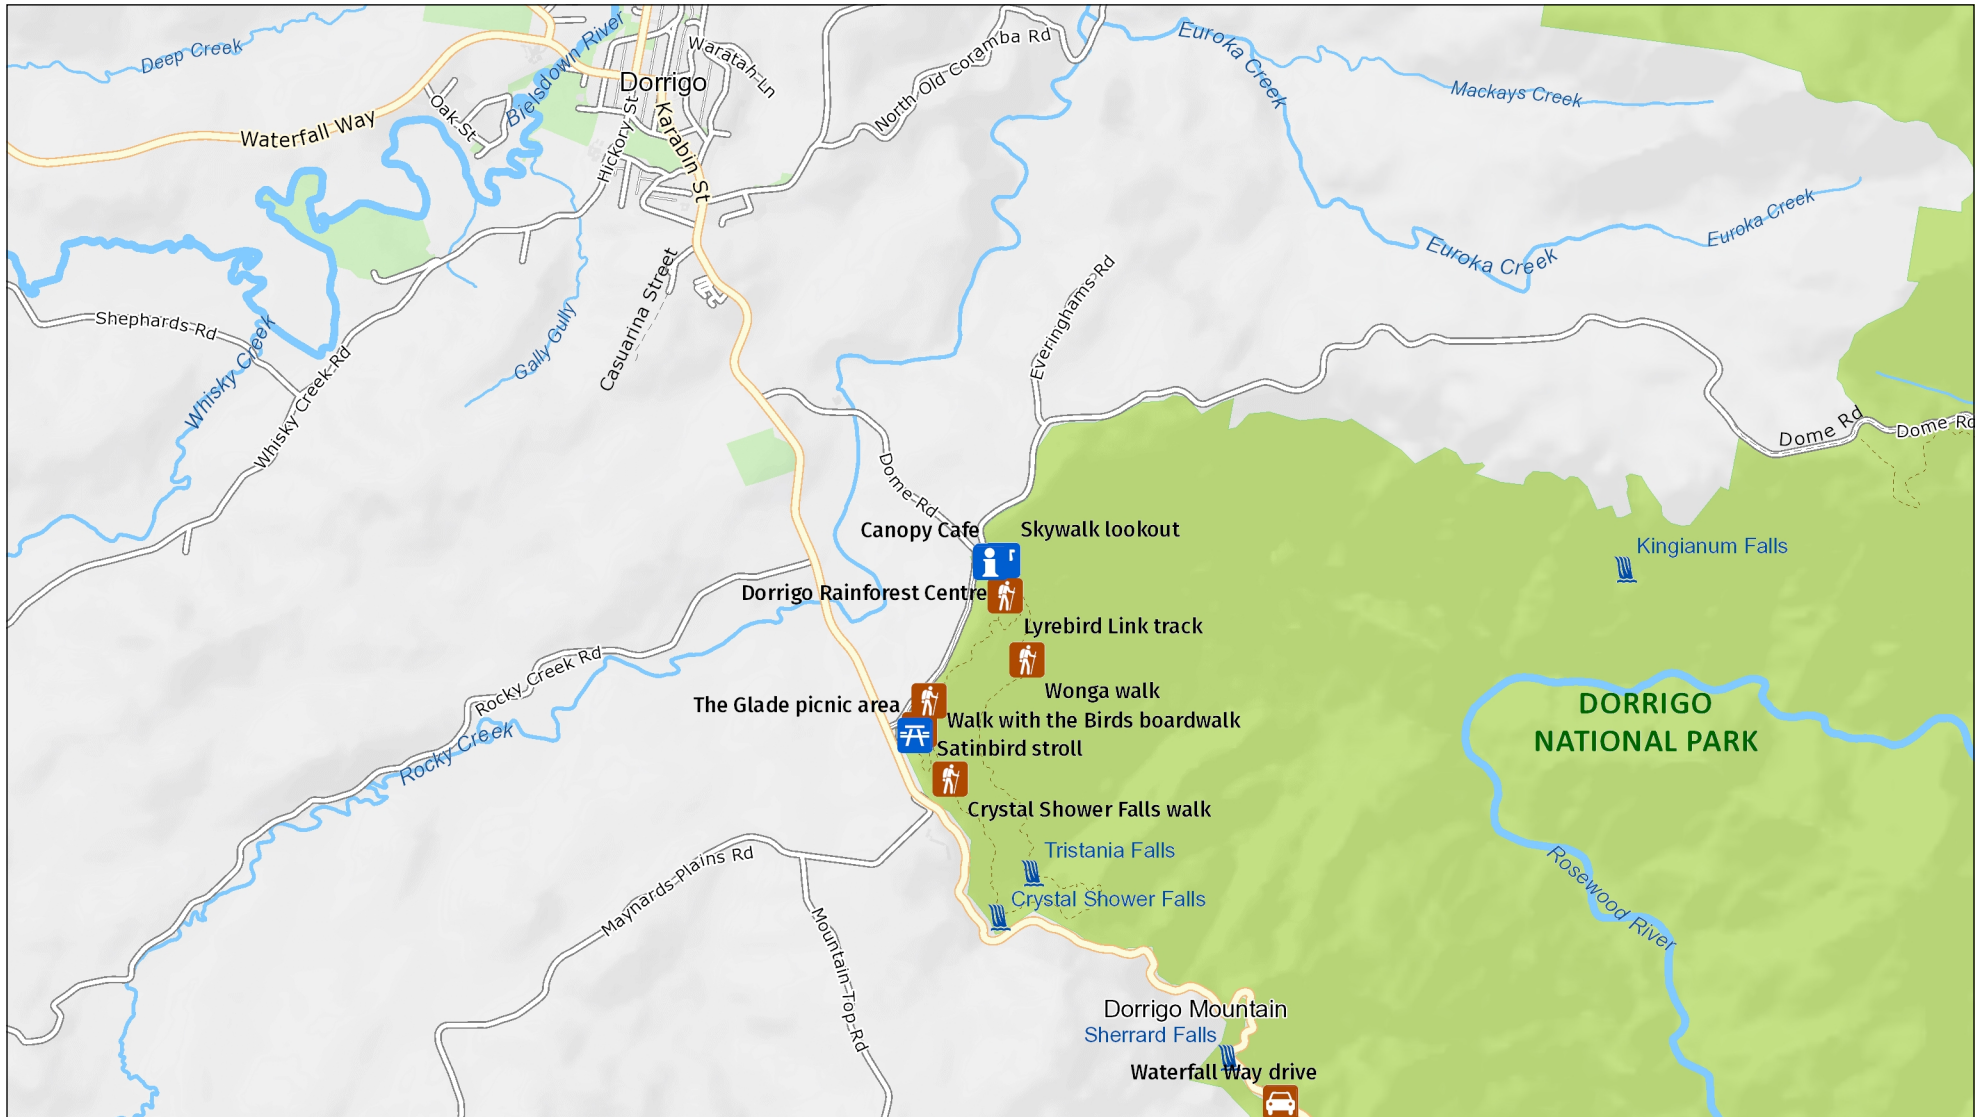 Deep Creek
Bielsdown River
Waratah Ln
North Old Coramba Rd
Euroka Creek
Mackays Creek
Dorrigo
Oak St
Waterfall Way
Hickory St
Karabin St
Euroka Creek
Euroka Creek
Casuarina Street
Everinghams Rd
Shephards Rd
Whisky Creek
Gally Gully
Whisky Creek Rd
Dome Rd
Dome Rd
Dome Rd
Canopy Cafe
Skywalk lookout
Kingianum Falls
Dorrigo Rainforest Centre
Lyrebird Link track
Rocky Creek Rd
Wonga walk
The Glade picnic area
Walk with the Birds boardwalk
DORRIGO
NATIONAL PARK
Rocky Creek
Satinbird stroll
Crystal Shower Falls walk
Tristania Falls
Maynards Plains Rd
Crystal Shower Falls
Rosewood River
Mountain Top Rd
Dorrigo Mountain
Sherrard Falls
Waterfall Way drive